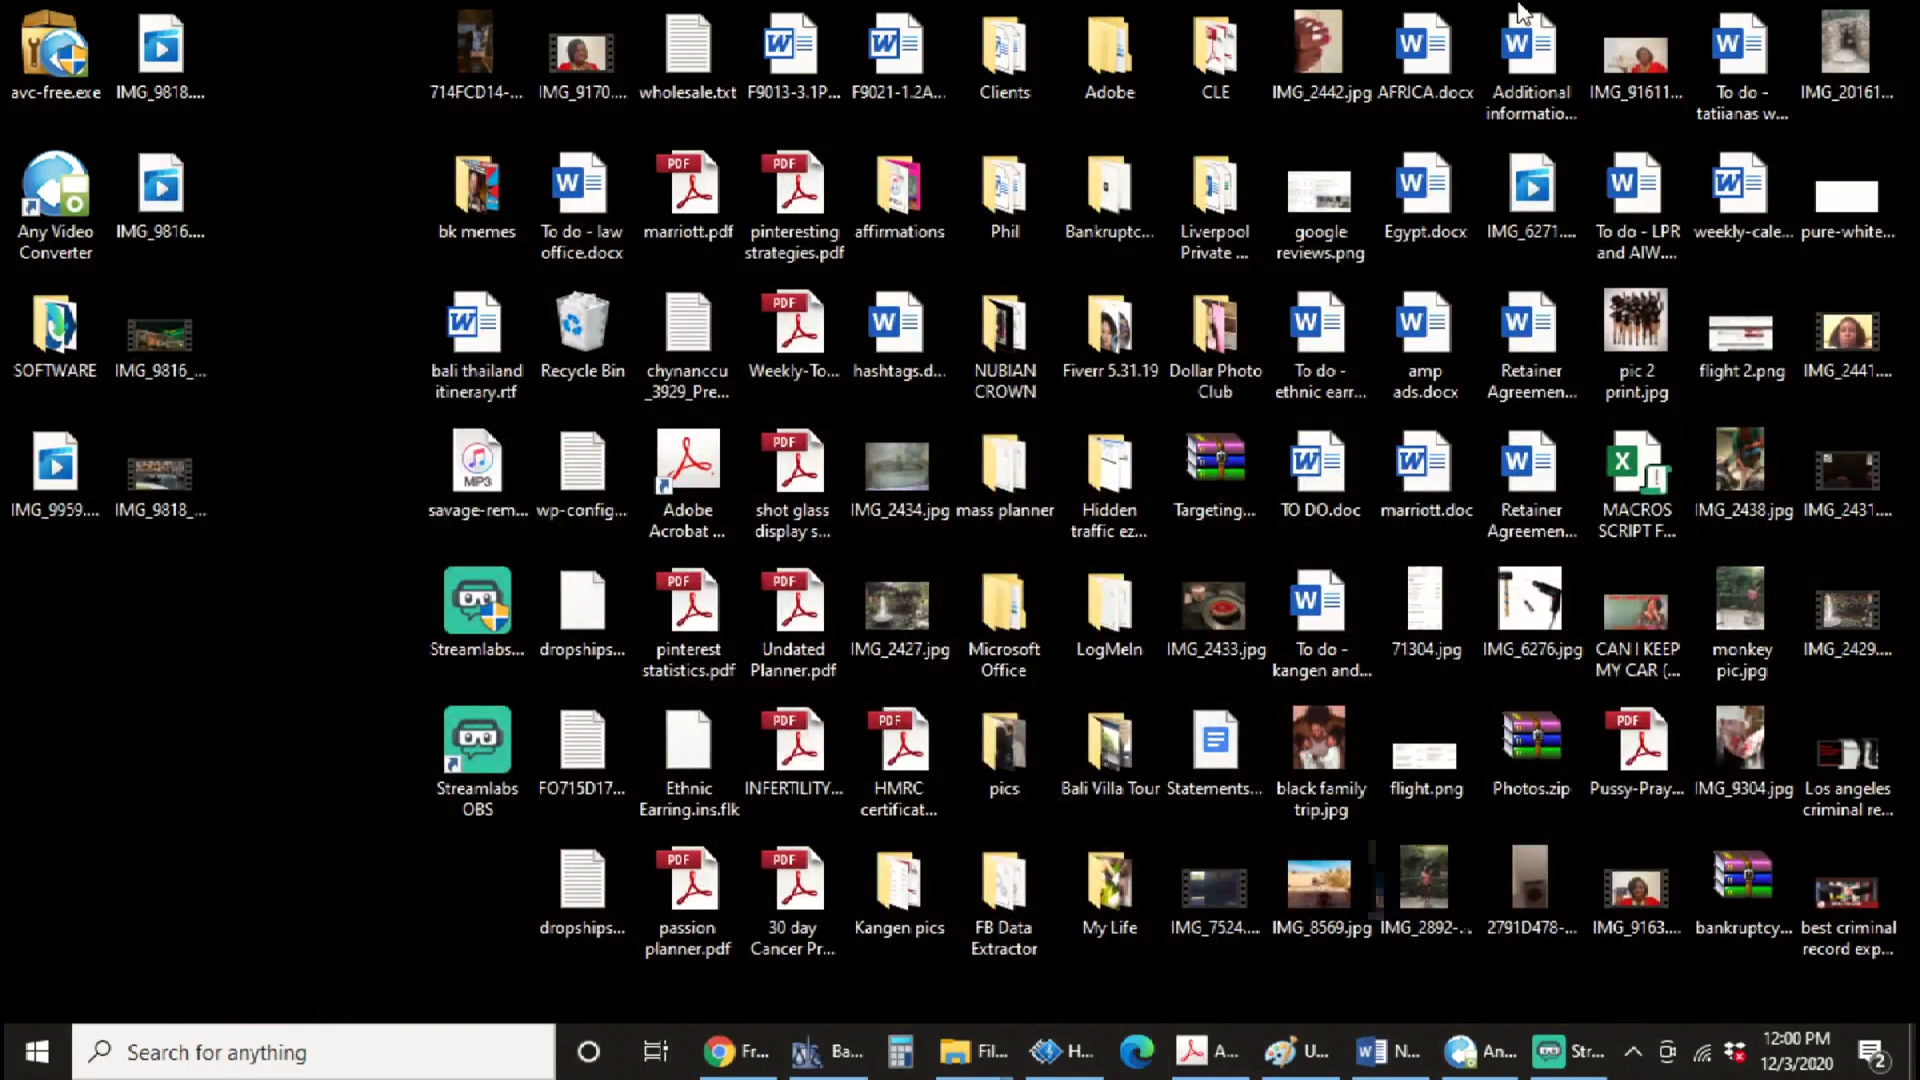 avc-free.exe
IMG_9818....
714FCD14-...
IMG_9170....
wholesale.txt
F9013-3.1P...
F9021-1.2A...
Clients
Adobe
CLE
IMG_2442.jpg
AFRICA.docx
Additional
informatio...
IMG_91611...
To do -
tatiianas w...
IMG_20161...
Any Video
Converter
IMG_9816....
bk memes
To do - law
office.docx
PDF
marriott.pdf
PDF
pinteresting
strategies.pdf
affirmations
Phil
Bankruptc...
Liverpool
Private ...
google
reviews.png
Egypt.docx
IMG_6271....
To do - LPR
and AIW....
weekly-cale...
pure-white...
SOFTWARE
IMG_9816_...
bali thailand
itinerary.rtf
Recycle Bin
chynanccu
_3929_Pre...
PDF
Weekly-To...
hashtags.d...
NUBIAN
CROWN
Fiverr 5.31.19
Dollar Photo
Club
To do -
ethnic earr...
amp
ads.docx
Retainer
Agreemen...
pic 2
print.jpg
flight 2.png
IMG_2441....
IMG_9959....
IMG_9818_...
MP3
savage-rem...
wp-config...
Adobe
Acrobat ...
PDF
shot glass
display s...
IMG_2434.jpg
mass planner
Hidden
traffic ez...
Targeting...
TO DO.doc
marriott.doc
Retainer
Agreemen...
MACROS
SCRIPT F...
IMG_2438.jpg
IMG_2431....
Streamlabs...
dropships...
PDF
pinterest
statistics.pdf
PDF
Undated
Planner.pdf
IMG_2427.jpg
Microsoft
Office
LogMeIn
IMG_2433.jpg
To do -
kangen and...
71304.jpg
IMG_6276.jpg
CAN I KEEP
MY CAR (...
monkey
pic.jpg
IMG_2429....
Streamlabs
OBS
FO715D17...
Ethnic
Earring.ins.flk
PDF
INFERTILITY...
PDF
HMRC
certificat...
pics
Bali Villa Tour
Statements...
black family
trip.jpg
flight.png
Photos.zip
PDF
Pussy-Pray...
IMG_9304.jpg
Los angeles
criminal re...
dropships...
PDF
passion
planner.pdf
PDF
30 day
Cancer Pr...
Kangen pics
FB Data
Extractor
My Life
IMG_7524....
IMG_8569.jpg
IMG_2892-...
2791D478-...
IMG_9163....
bankruptcy...
best criminal
record exp...
Search for anything
Fr...
Ba...
Fil...
H...
A...
U...
N...
An...
Str...
12:00 PM
12/3/2020
2